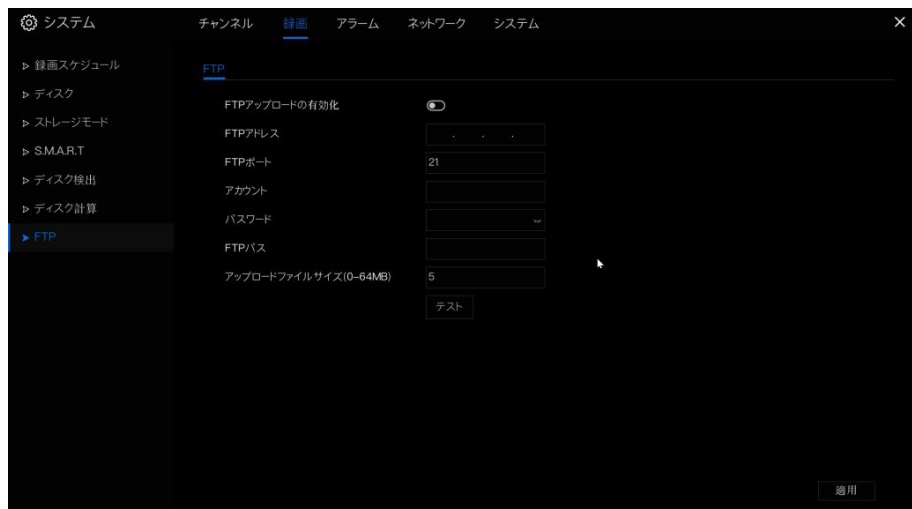 システム チャンネル 録画 アラーム ネットワーク システム
録画スケジュール
ディスク
ストレージモード
S.M.A.R.T
ディスク検出
ディスク計算
FTP
FTP
FTPアップロードの有効化
FTPアドレス . . .
FTPポート 21
アカウント
パスワード
FTPパス
アップロードファイルサイズ(0-64MB) 5
テスト
適用